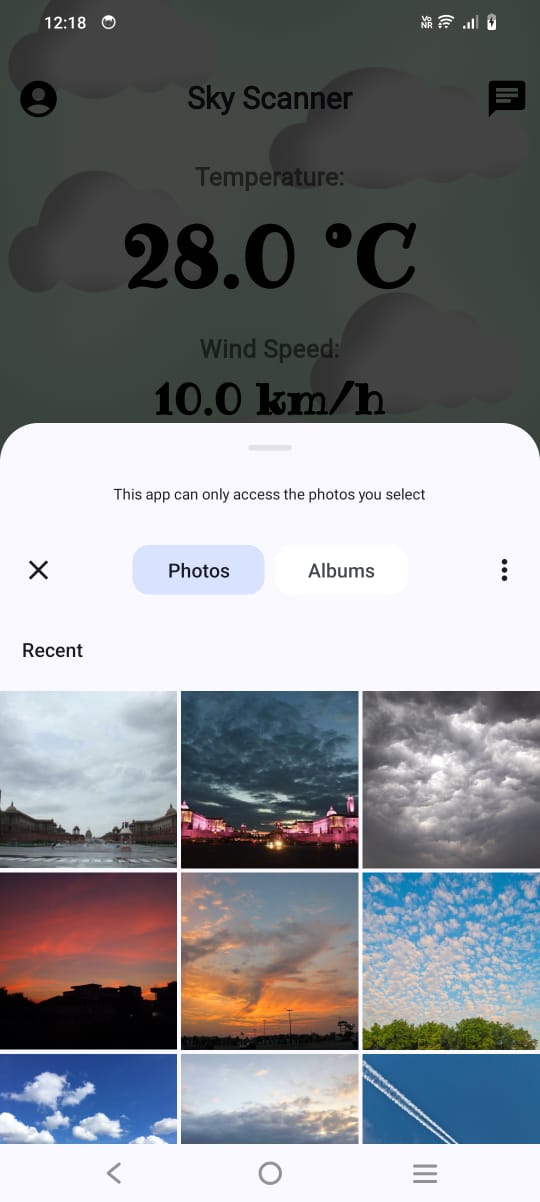 12:18
Vo
NR
Sky Scanner
Temperature:
28.0 °C
Wind Speed:
10.0 km/h
This app can only access the photos you select
Photos
Albums
Recent